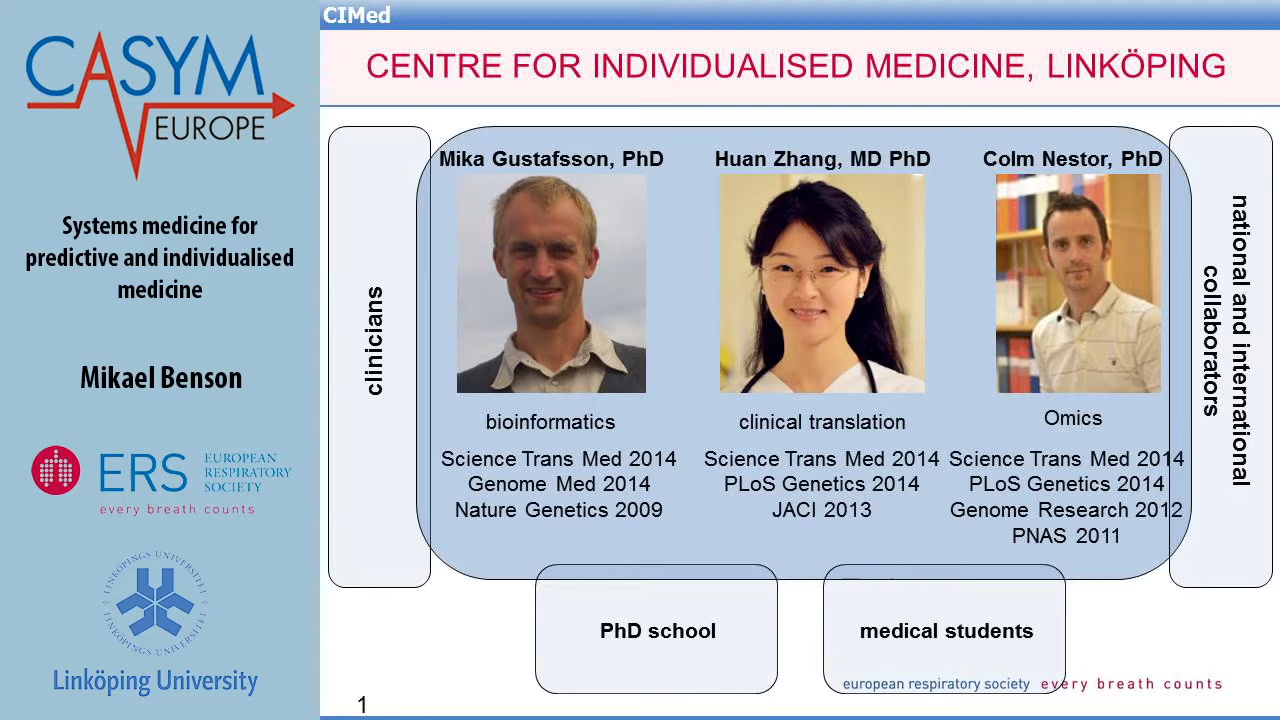 CASYM
EUROPE
Systems medicine for
predictive and individualised
medicine
Mikael Benson
ERS
EUROPEAN
RESPIRATORY
SOCIETY
every breath counts
LINKÖPINGS UNIVERSITET
LINKÖPINGS UNIVERSITET
Linköping University
CIMed
CENTRE FOR INDIVIDUALISED MEDICINE, LINKÖPING
clinicians
Mika Gustafsson, PhD
bioinformatics
Science Trans Med 2014
Genome Med 2014
Nature Genetics 2009
Huan Zhang, MD PhD
clinical translation
Science Trans Med 2014
PLoS Genetics 2014
JACI 2013
Colm Nestor, PhD
Omics
Science Trans Med 2014
PLoS Genetics 2014
Genome Research 2012
PNAS 2011
national and international
collaborators
PhD school
medical students
european respiratory society every breath counts
1